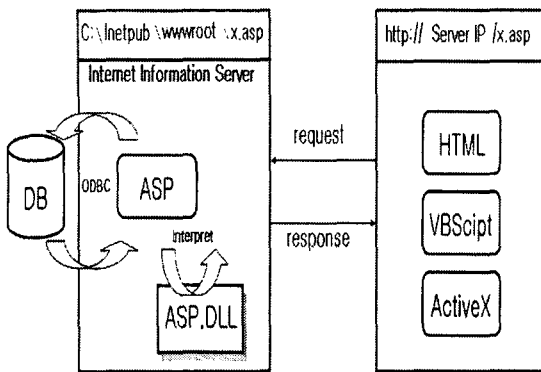 C:\Inetpub\wwwroot\x.asp
Internet Information Server
DB
ODBC
ASP
Interpret
ASP.DLL
request
response
http:// Server IP /x.asp
HTML
VBScipt
ActiveX